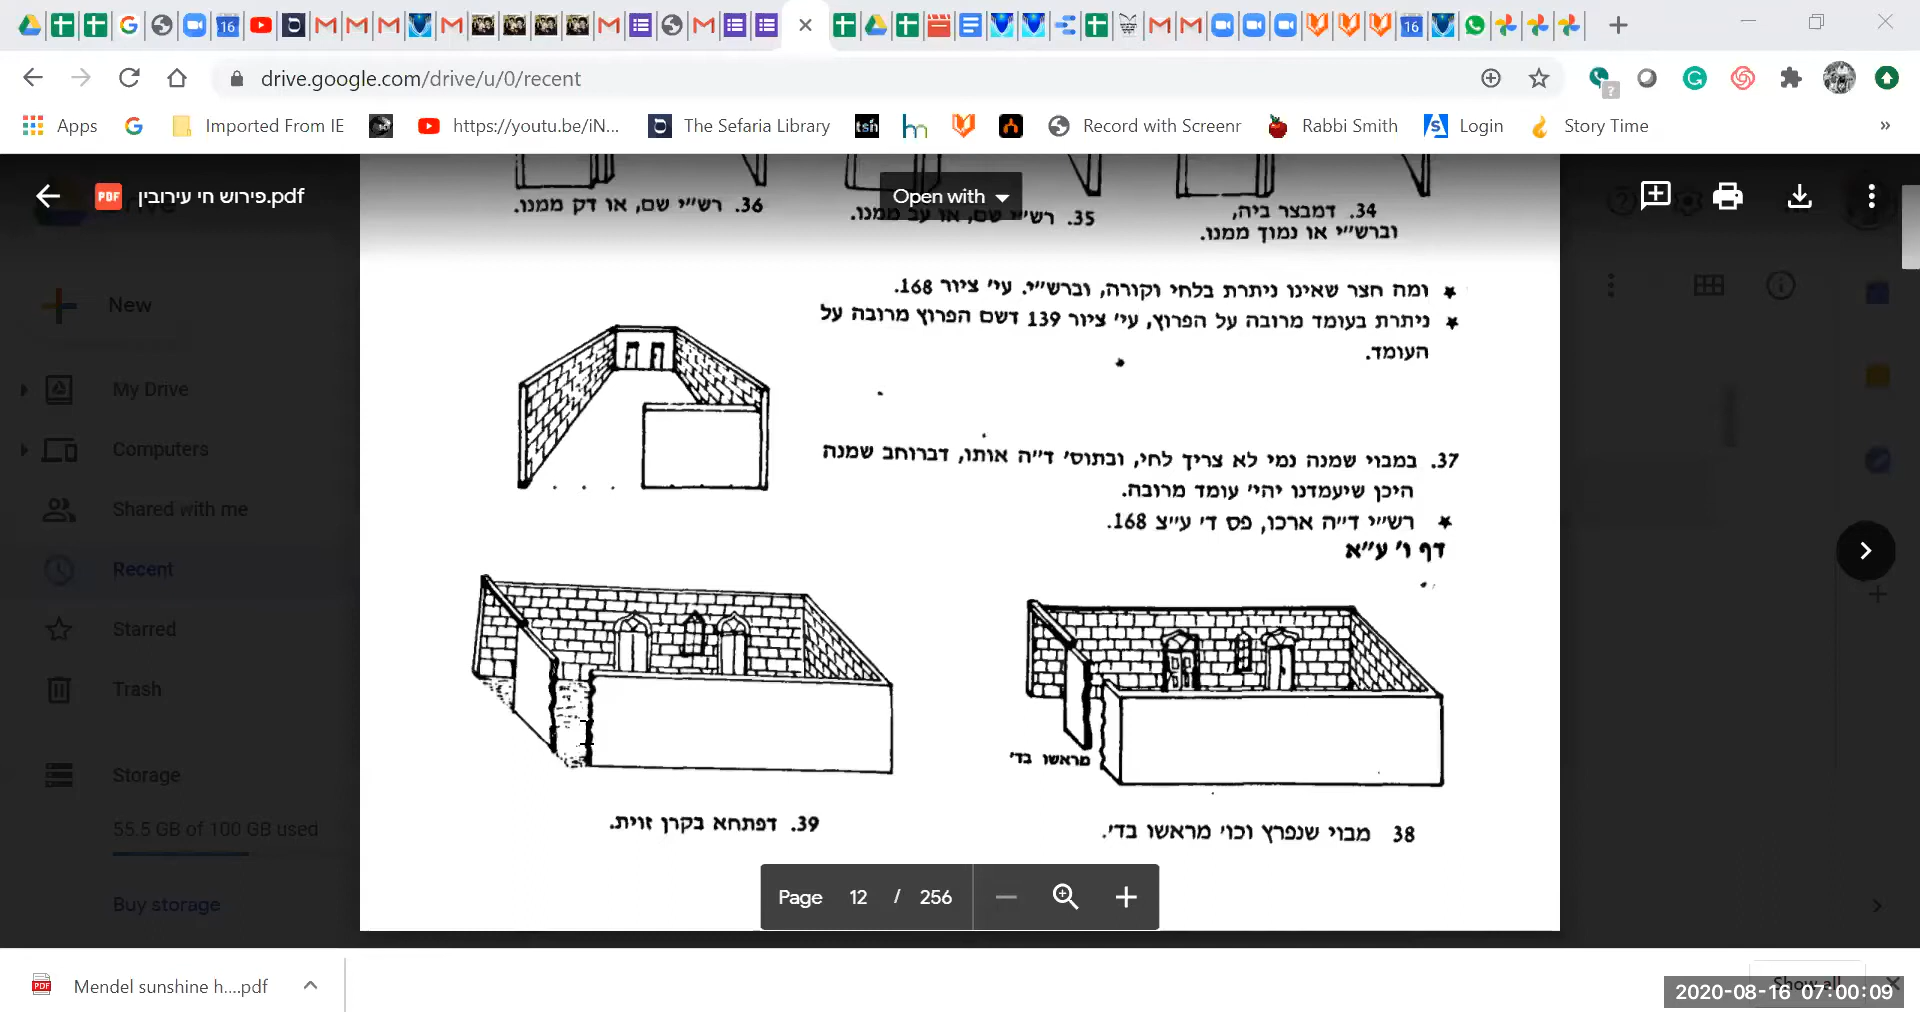 drive.google.com/drive/u/0/recent
Apps
Imported From IE
https://youtu.be/iN...
The Sefaria Library
Record with Screenr
Rabbi Smith
Login
Story Time
פירוש חי עירובין.pdf
Open with
36. רש״י שם, או דק ממנו.
35. רש״י שם, או עב ממנו.
34. דמבצר ביה,
וברש״י או נמוך ממנו.
New
My Drive
Computers
Shared with me
Recent
Starred
Trash
Storage
55.5 GB of 100 GB used
Buy storage
★ ומה חצר שאינו ניתרת בלחי וקורה, וברש״י. עי׳ ציור 168.
★ ניתרת בעומד מרובה על הפרוץ, עי׳ ציור 139 דשם הפרוץ מרובה על
העומד.
37. במבוי שמנה נמי לא צריך לחי, ובתוס׳ ד״ה אותו, דברוחב שמנה
היכן שיעמדנו יהי׳ עומד מרובה.
★ רש״י ד״ה ארכו, פס ד׳ ע״צ 168.
דף ו׳ ע״א
מראשו בד׳
39. דפתחא בקרן זוית.
38 מבוי שנפרץ וכו׳ מראשו בד׳.
Page 12 / 256
Mendel sunshine h....pdf
Show all
2020-08-16 07:00:09